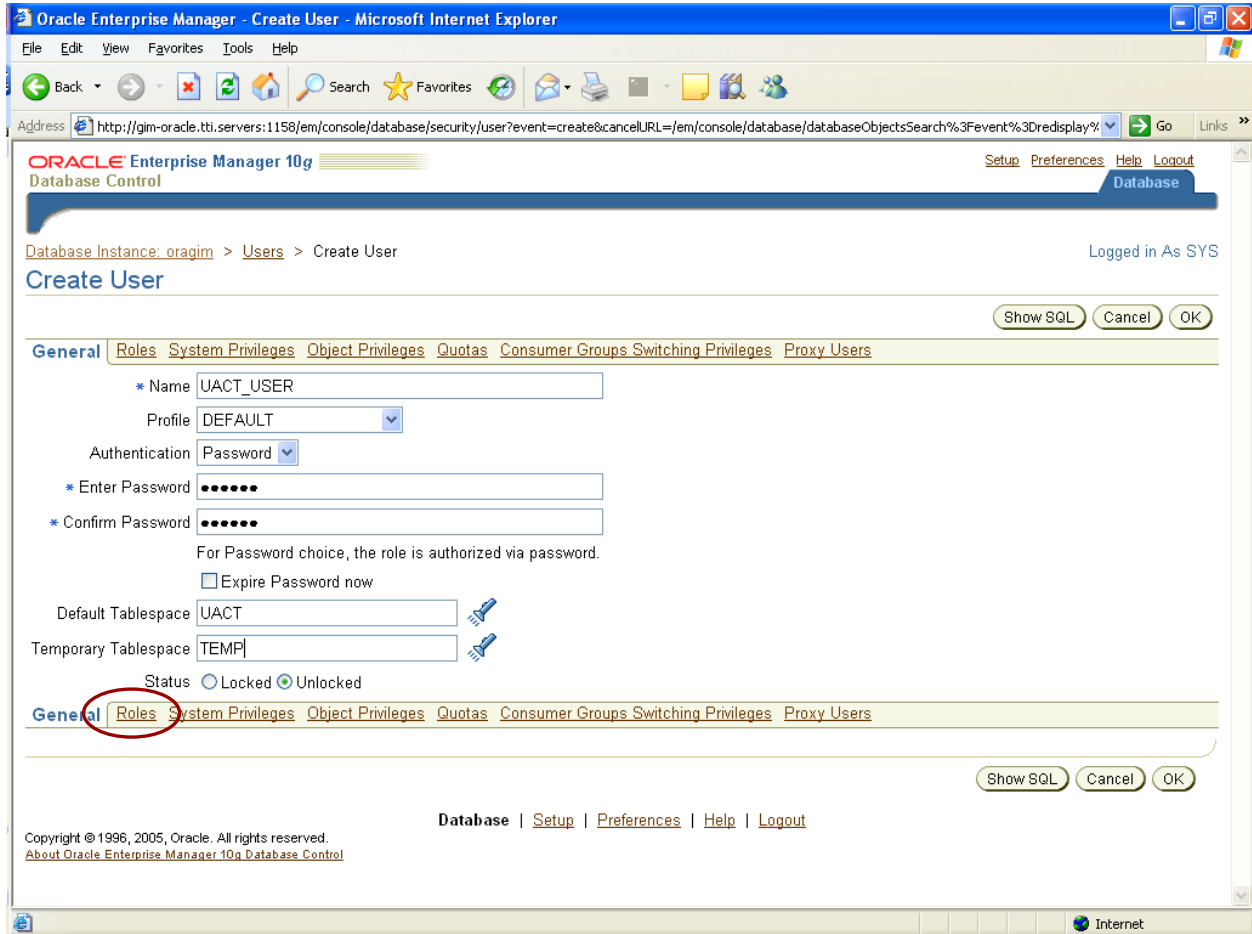 Oracle Enterprise Manager - Create User - Microsoft Internet Explorer
File Edit View Favorites Tools Help
Back Search Favorites
Address http://gim-oracle.tti.servers:1158/em/console/database/security/user?event=create&cancelURL=/em/console/database/databaseObjectsSearch%3Fevent%3Dredisplay% Go Links »
ORACLE Enterprise Manager 10g
Database Control
Setup Preferences Help Logout
Database
Database Instance: oragim > Users > Create User
Logged in As SYS
Create User
Show SQL Cancel OK
General Roles System Privileges Object Privileges Quotas Consumer Groups Switching Privileges Proxy Users
* Name UACT_USER
Profile DEFAULT
Authentication Password
* Enter Password ••••••
* Confirm Password ••••••
For Password choice, the role is authorized via password.
Expire Password now
Default Tablespace UACT
Temporary Tablespace TEMP
Status Locked Unlocked
General Roles System Privileges Object Privileges Quotas Consumer Groups Switching Privileges Proxy Users
Show SQL Cancel OK
Database | Setup | Preferences | Help | Logout
Copyright © 1996, 2005, Oracle. All rights reserved.
About Oracle Enterprise Manager 10g Database Control
Internet